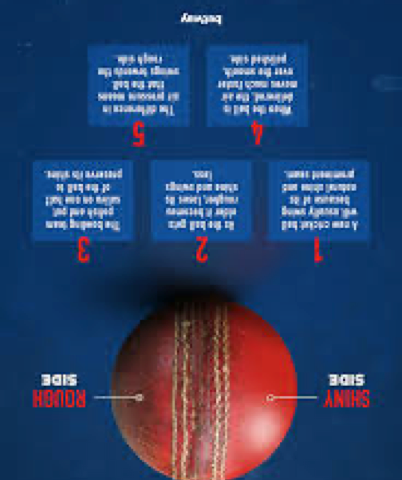 SHINY
SIDE
ROUGH
SIDE
1
A new cricket ball
will usually swing
because of its
natural shine and
prominent seam.
2
As the ball gets
older it becomes
rougher, loses its
shine and swings
less.
3
The bowling team
polish and put
saliva on one half
of the ball to
preserve its shine.
4
When the ball is
delivered, the air
moves much faster
over the smooth,
polished side.
5
The difference in
air pressure means
that the ball
swings towards the
rough side.
betway